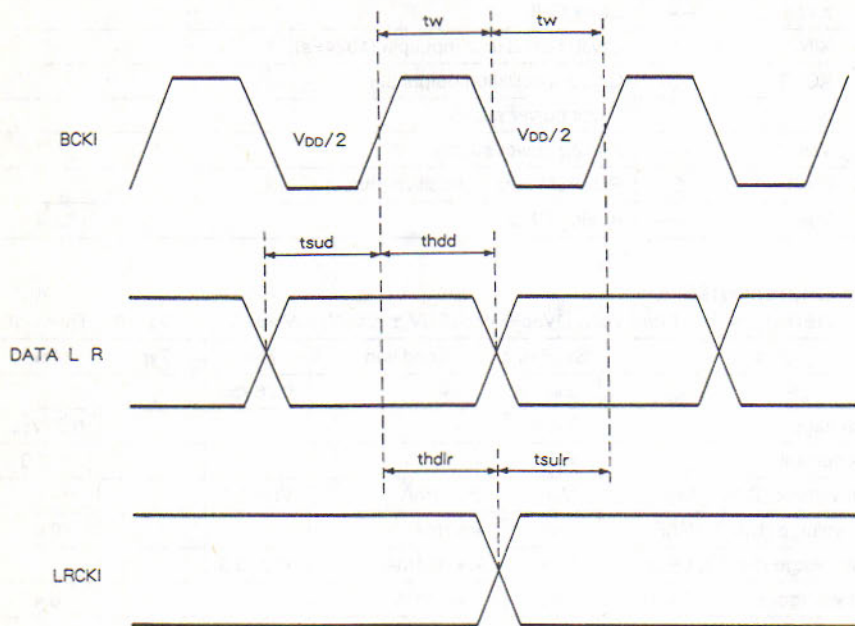 tw tw
BCKI VDD/2 VDD/2
tsud thdd
DATA L R
thdlr tsulr
LRCKI